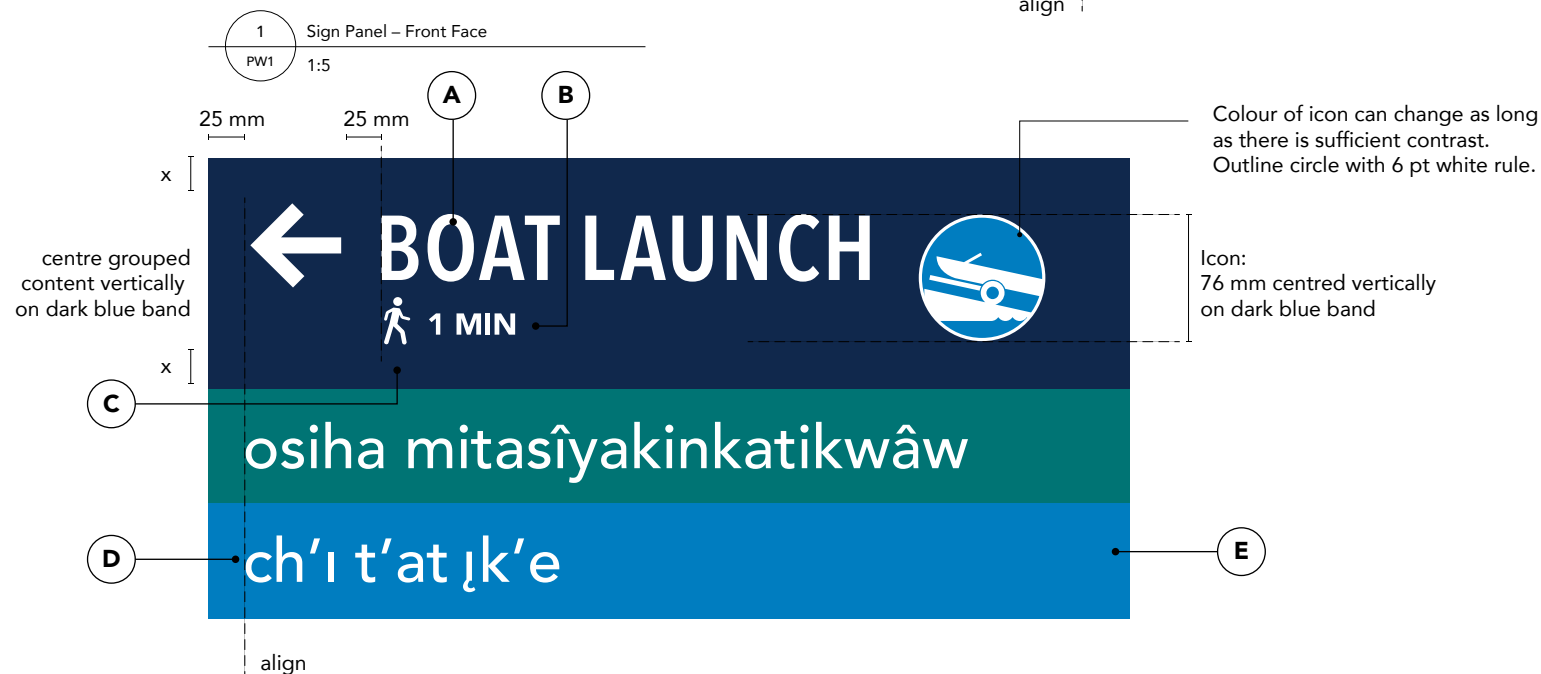 align
1
PW1
Sign Panel – Front Face
1:5
A
B
25 mm
25 mm
Colour of icon can change as long
as there is sufficient contrast.
Outline circle with 6 pt white rule.
x
BOAT LAUNCH
centre grouped
content vertically
on dark blue band
Icon:
76 mm centred vertically
on dark blue band
1 MIN
x
C
osiha mitasîyakinkatikwâw
D
ch’ı t’at ı̨k’e
E
align